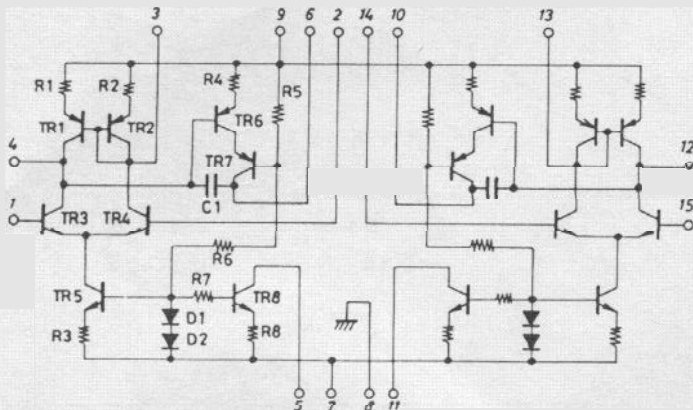 3 9 6 2 14 10 13
R1 R2 R4 R5
TR6
TR1 TR2
TR7
4 12
C1
1 TR3 TR4 15
R6
R7
TR5 TR8
D1
R3 D2 R8
5 7 8 11